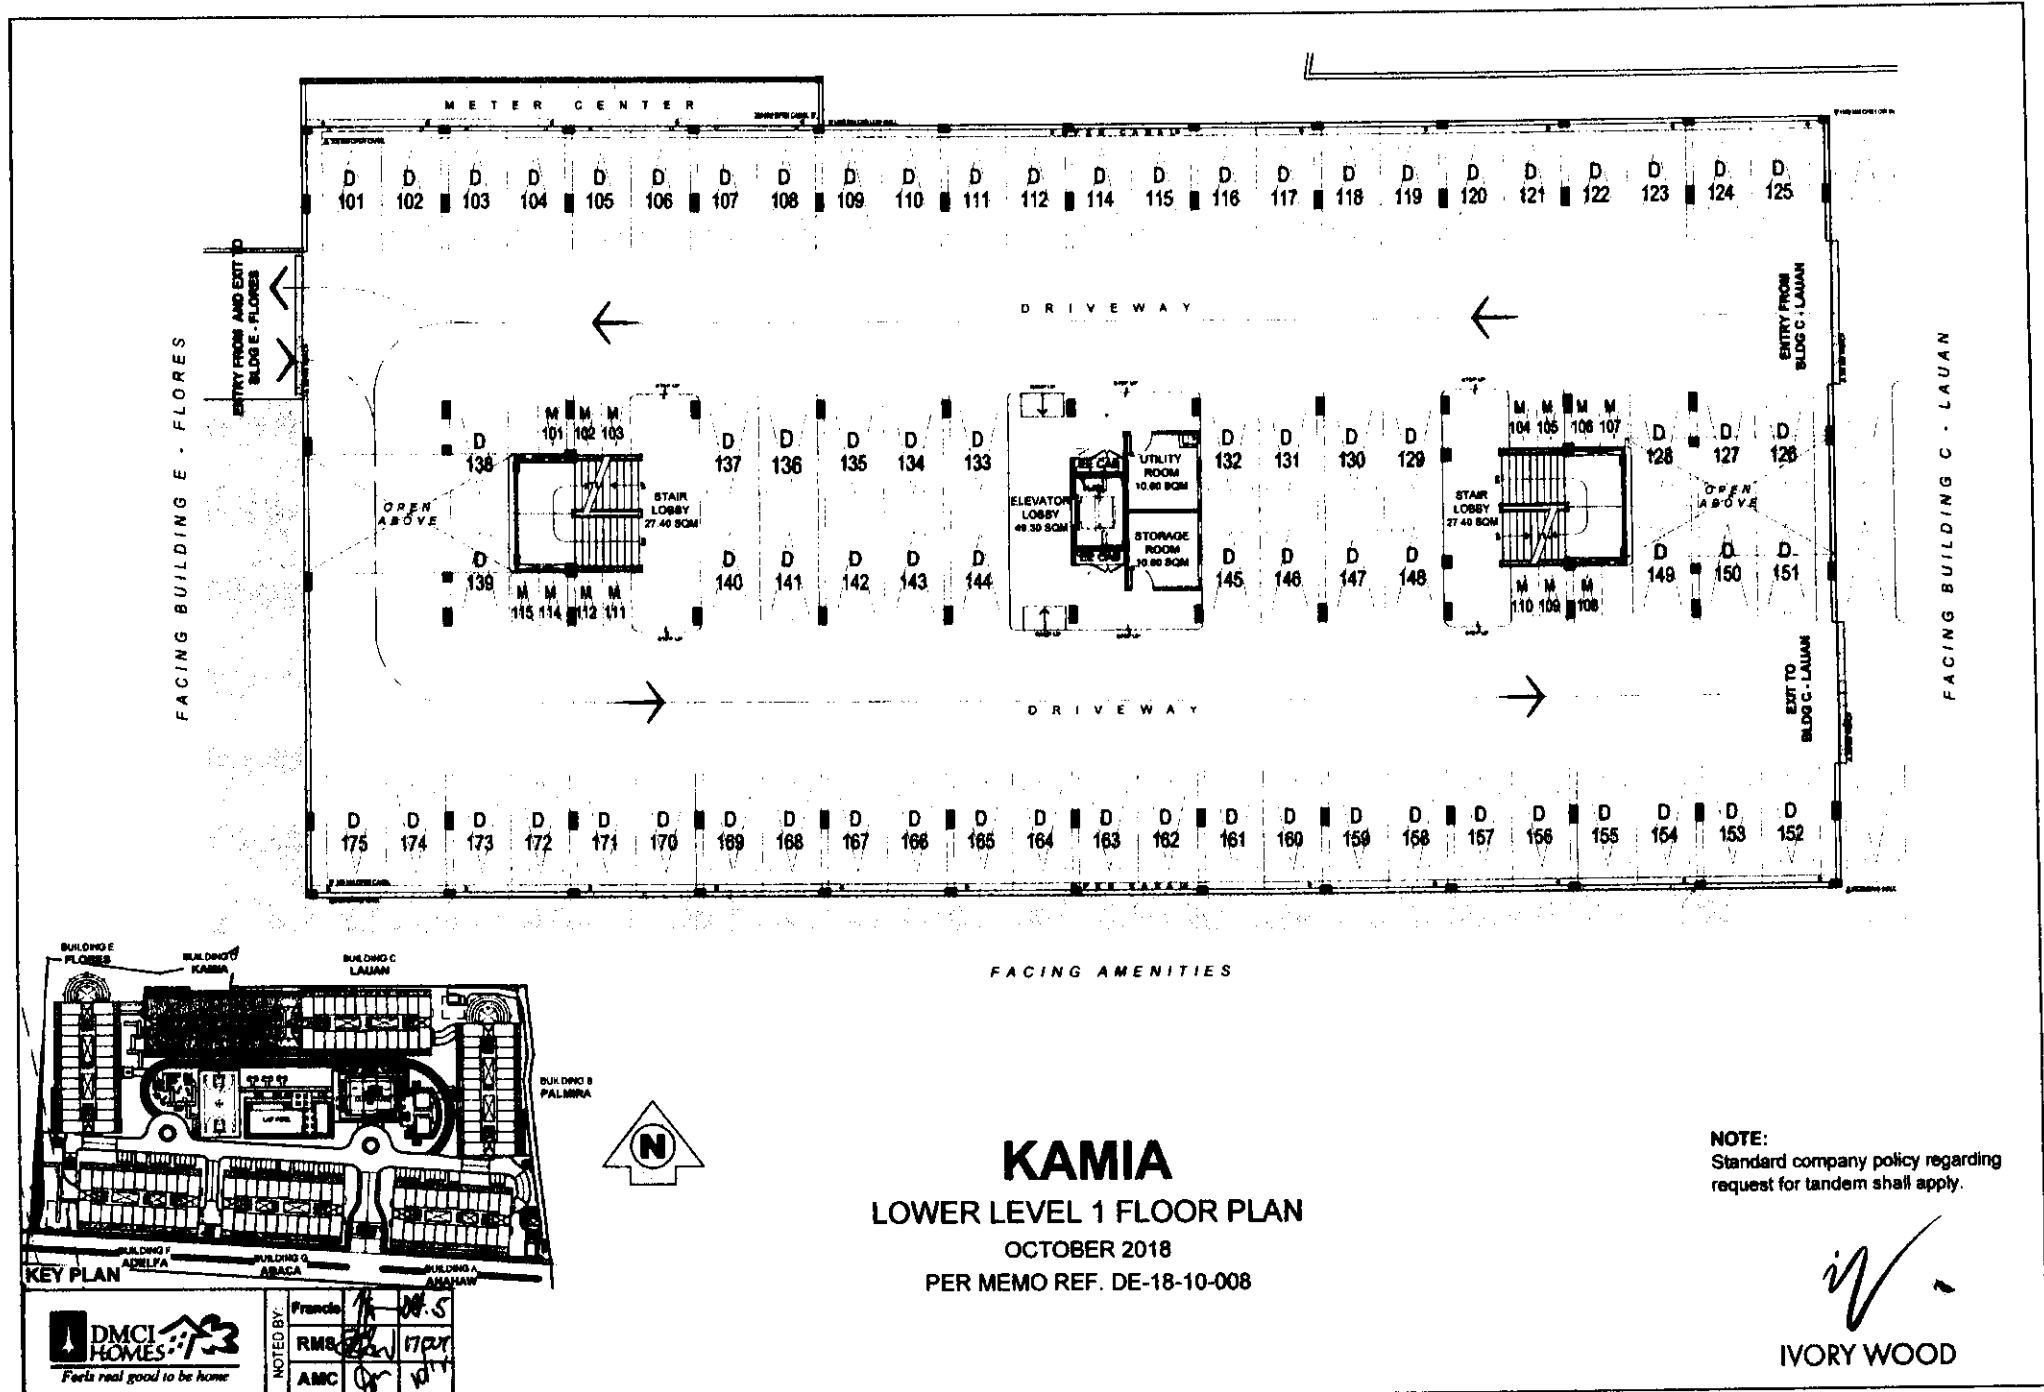 METER CENTER
D D D D D D D D D D D D D D D D D D D D D D D D
101 102 103 104 105 106 107 108 109 110 111 112 114 115 116 117 118 119 120 121 122 123 124 125
ENTRY FROM AND EXIT TO
BLDG E - FLORES
DRIVEWAY
ENTRY FROM
BLDG C - LAUAN
FACING BUILDING E - FLORES
FACING BUILDING C - LAUAN
M M M
101 102 103
M M M M
104 105 106 107
D D D D D D D D D D D D D
138 137 136 135 134 133 132 131 130 129 128 127 126
OPEN
ABOVE
STAIR
LOBBY
27.40 SQM
ELEVATOR
LOBBY
49.30 SQM
UTILITY
ROOM
10.60 SQM
STORAGE
ROOM
10.60 SQM
STAIR
LOBBY
27.40 SQM
OPEN
ABOVE
D D D D D D D D D D D D D
139 140 141 142 143 144 145 146 147 148 149 150 151
M M M M
115 114 112 111
M M M
110 109 108
DRIVEWAY
EXIT TO
BLDG C - LAUAN
D D D D D D D D D D D D D D D D D D D D D D D D
175 174 173 172 171 170 169 168 167 166 165 164 163 162 161 160 159 158 157 156 155 154 153 152
FACING AMENITIES
BUILDING E
FLORES
BUILDING D
KAMIA
BUILDING C
LAUAN
BUILDING B
PALMIRA
BUILDING F
ADELFA
BUILDING G
ABACA
BUILDING A
ANAHAW
KEY PLAN
N
KAMIA
LOWER LEVEL 1 FLOOR PLAN
OCTOBER 2018
PER MEMO REF. DE-18-10-008
NOTE:
Standard company policy regarding
request for tandem shall apply.
IVORY WOOD
DMCI
HOMES
Feels real good to be home
NOTED BY:
Francis
RMS
AMC